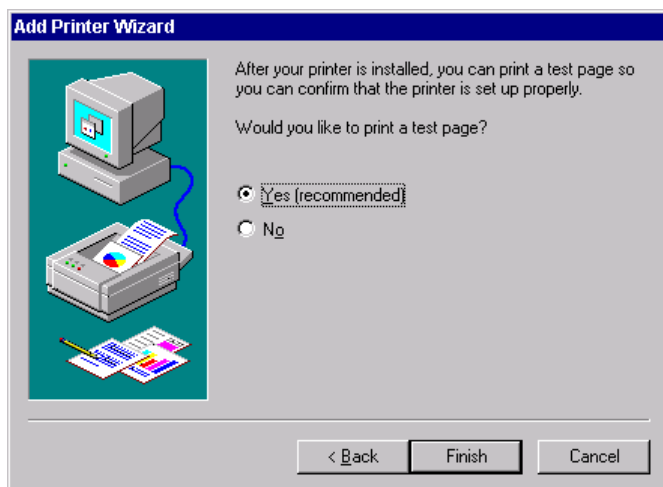 Add Printer Wizard
After your printer is installed, you can print a test page so
you can confirm that the printer is set up properly.
Would you like to print a test page?
Yes (recommended)
No
< Back
Finish
Cancel